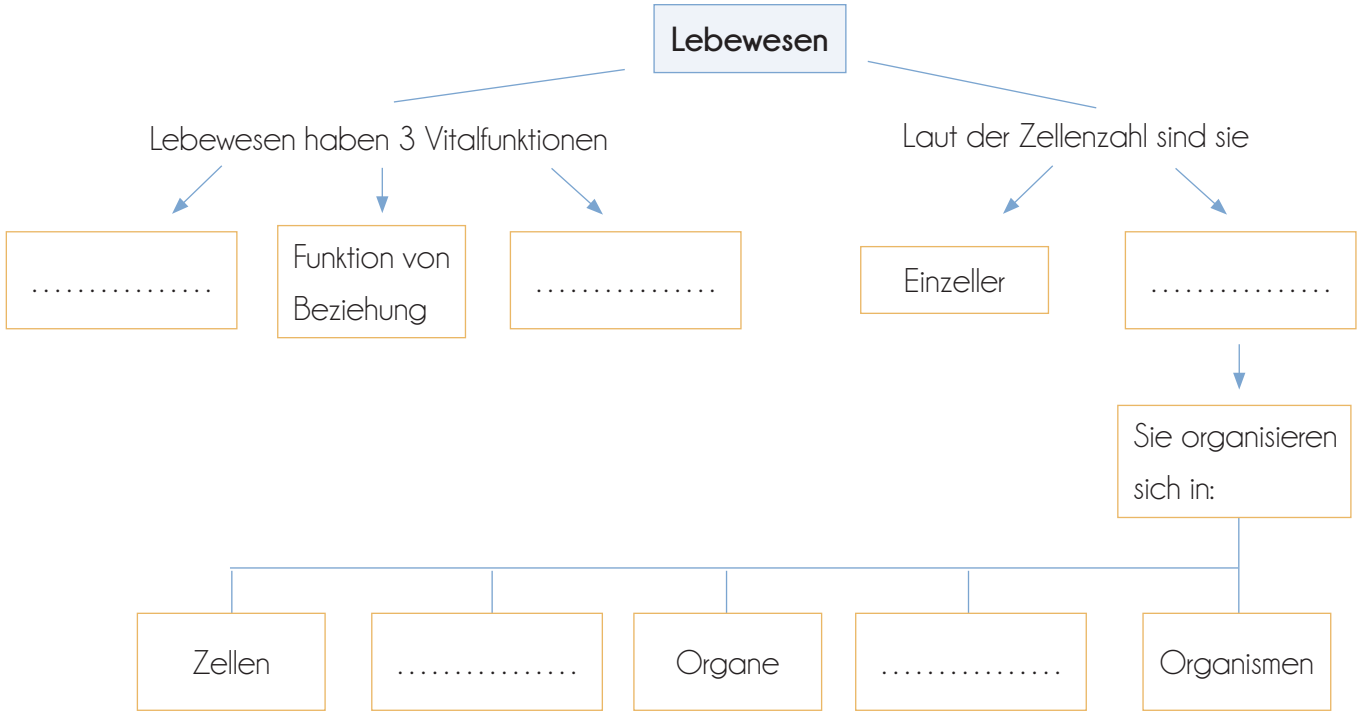 Lebewesen
Lebewesen haben 3 Vitalfunktionen
Laut der Zellenzahl sind sie
................
Funktion von
Beziehung
................
Einzeller
................
Sie organisieren
sich in:
Zellen
................
Organe
................
Organismen